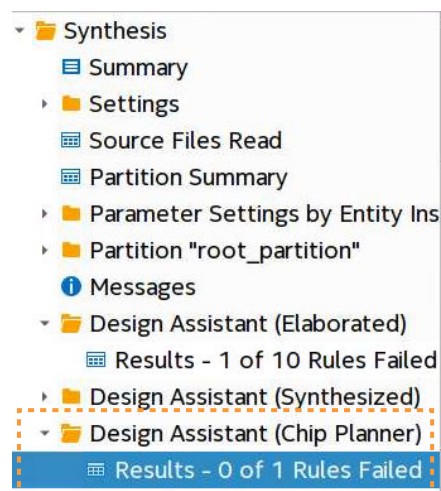 Synthesis
Summary
Settings
Source Files Read
Partition Summary
Parameter Settings by Entity Ins
Partition "root_partition"
Messages
Design Assistant (Elaborated)
Results - 1 of 10 Rules Failed
Design Assistant (Synthesized)
Design Assistant (Chip Planner)
Results - 0 of 1 Rules Failed